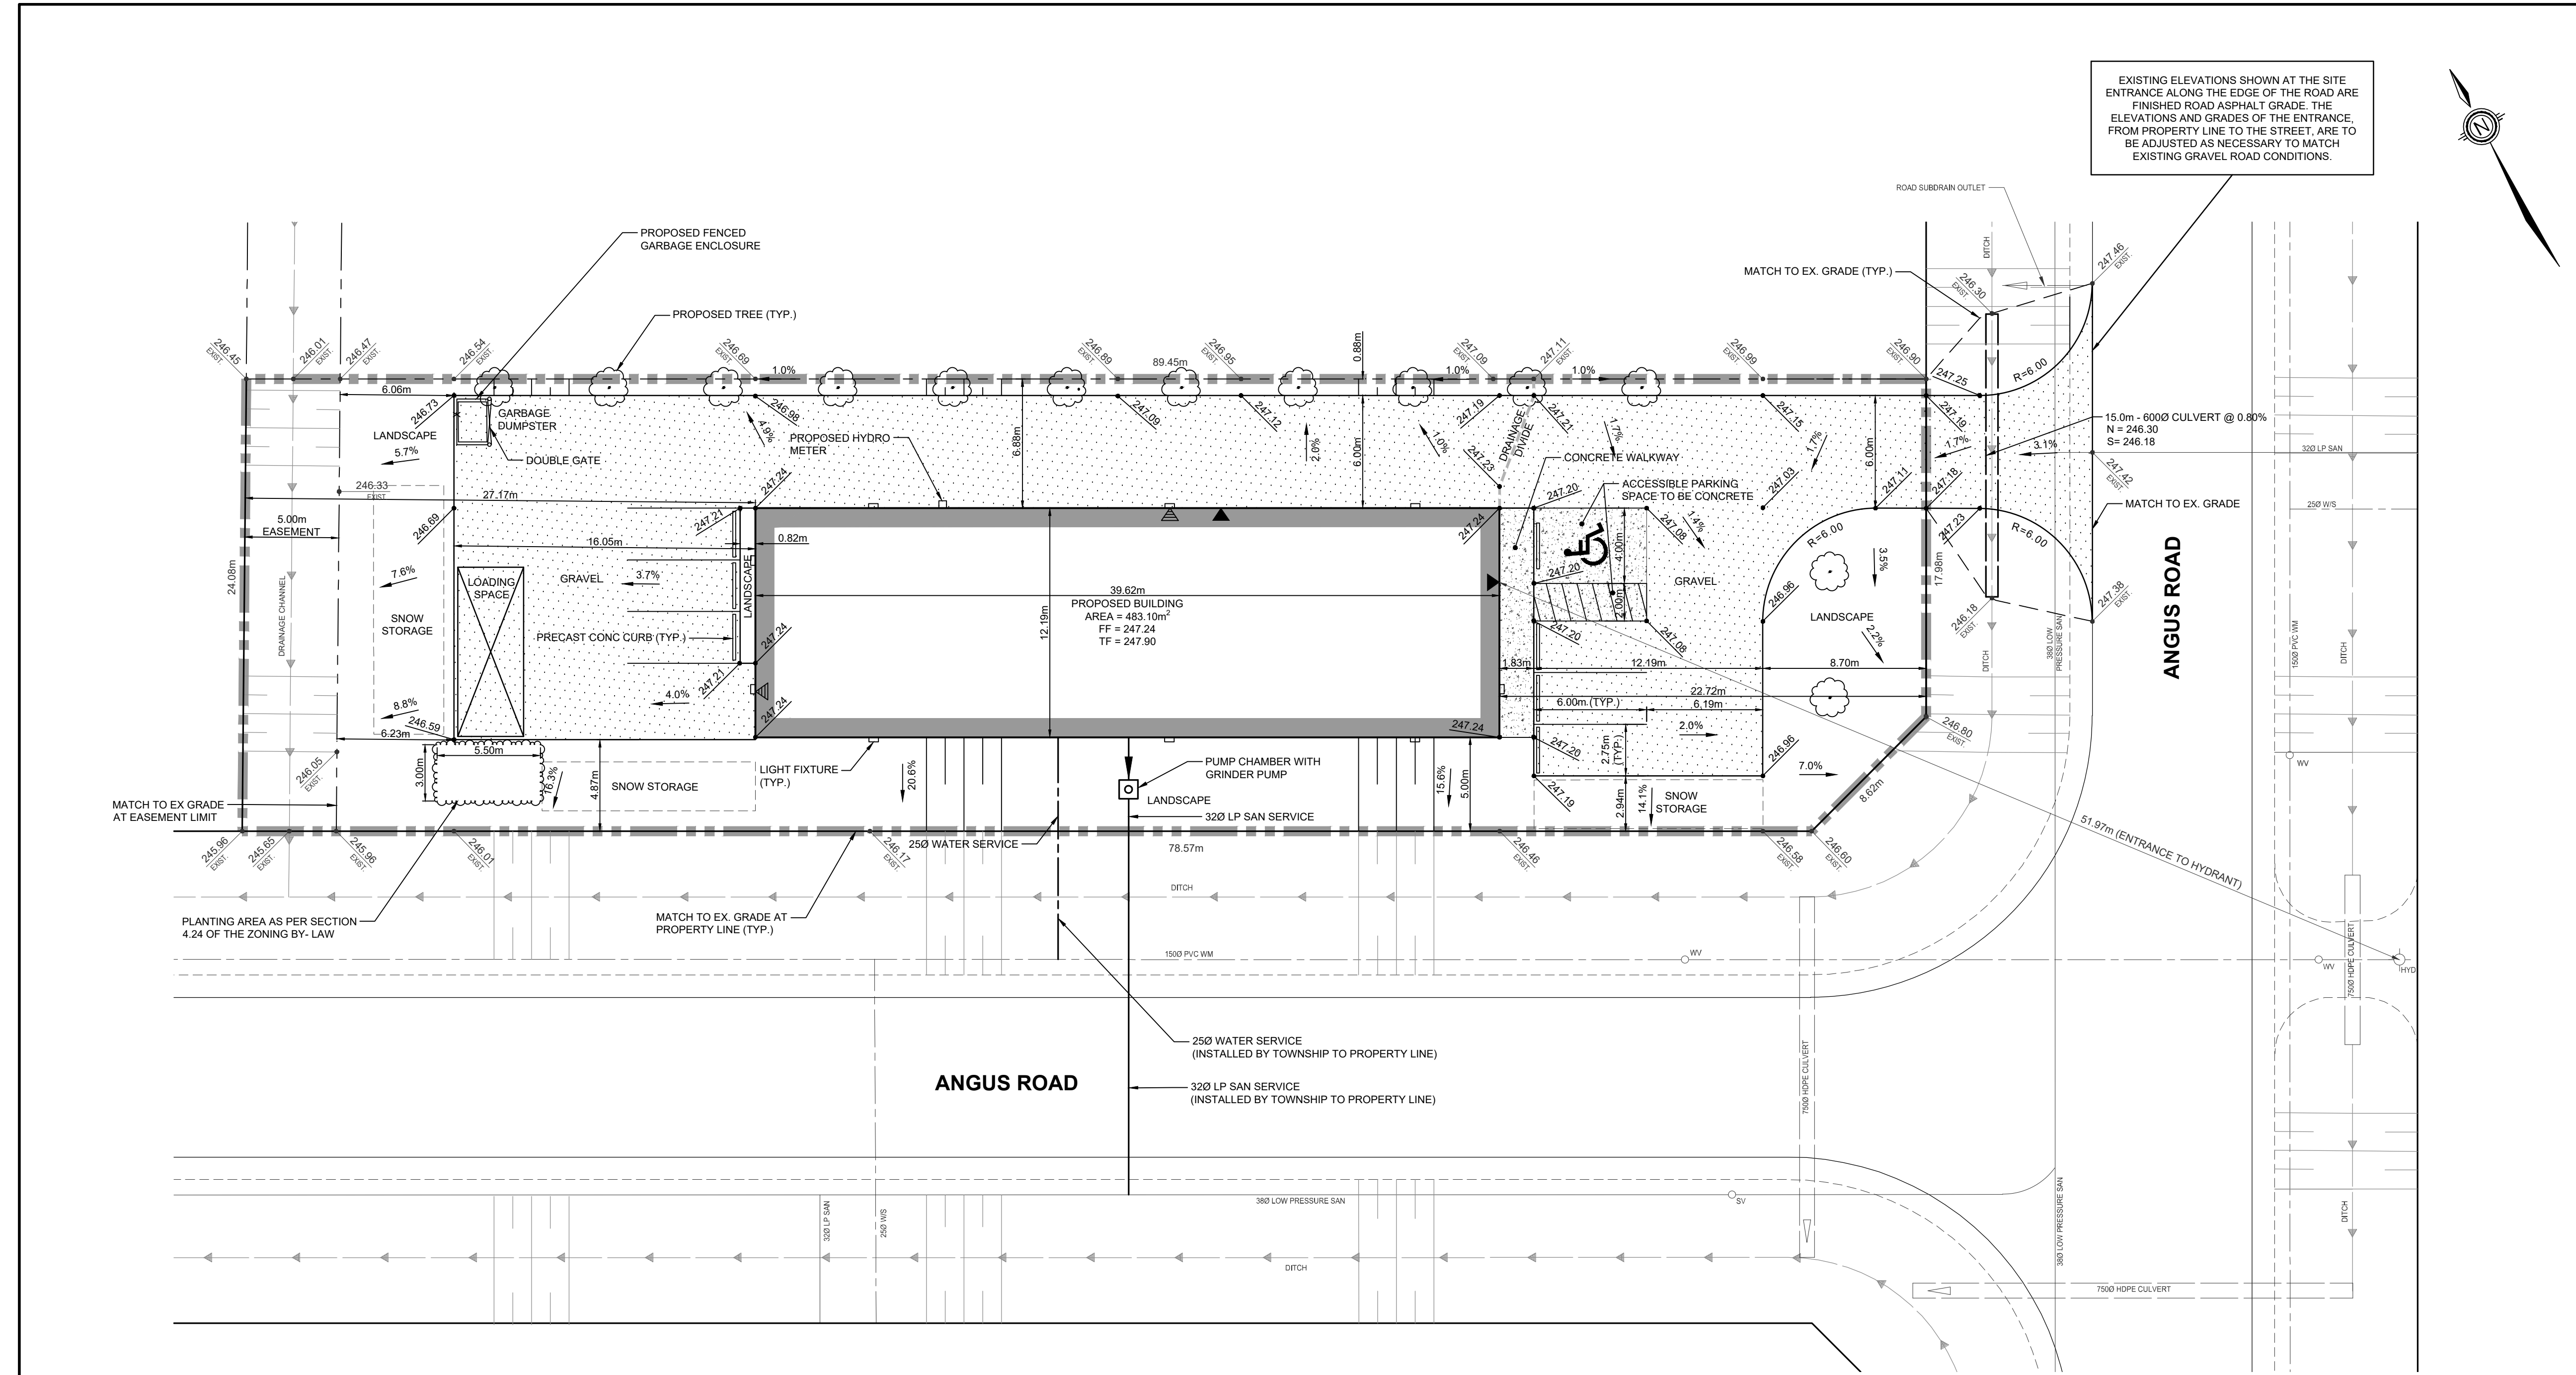 EXISTING ELEVATIONS SHOWN AT THE SITE
ENTRANCE ALONG THE EDGE OF THE ROAD ARE
FINISHED ROAD ASPHALT GRADE. THE
ELEVATIONS AND GRADES OF THE ENTRANCE,
FROM PROPERTY LINE TO THE STREET, ARE TO
BE ADJUSTED AS NECESSARY TO MATCH
EXISTING GRAVEL ROAD CONDITIONS.
N
ROAD SUBDRAIN OUTLET
PROPOSED FENCED
GARBAGE ENCLOSURE
DITCH
247.46
EXIST.
MATCH TO EX. GRADE (TYP.)
246.30
EXIST.
PROPOSED TREE (TYP.)
246.45
EXIST.
246.01
EXIST.
246.47
EXIST.
246.54
EXIST.
246.69
EXIST.
246.89
EXIST.
246.95
EXIST.
247.09
EXIST.
247.11
EXIST.
246.99
EXIST.
246.90
EXIST.
89.45m
0.88m
1.0%
1.0%
1.0%
R=6.00
247.25
6.06m
246.73
GARBAGE
DUMPSTER
246.98
247.09
247.12
247.19
247.21
247.15
247.19
LANDSCAPE
5.7%
DOUBLE GATE
4.9%
PROPOSED HYDRO
METER
6.88m
2.0%
6.00m
1.0%
DRAINAGE
DIVIDE
1.7%
1.7%
6.00m
1.7%
3.1%
15.0m - 600Ø CULVERT @ 0.80%
N = 246.30
S= 246.18
32Ø LP SAN
CONCRETE WALKWAY
247.24
247.23
247.20
ACCESSIBLE PARKING
SPACE TO BE CONCRETE
247.03
247.11
247.18
247.42
EXIST.
246.33
EXIST.
27.17m
MATCH TO EX. GRADE
25Ø W/S
5.00m
EASEMENT
246.69
247.21
247.24
247.08
1.4%
247.23
R=6.00
R=6.00
16.05m
0.82m
4.00m
3.5%
24.08m
DRAINAGE CHANNEL
7.6%
LOADING
SPACE
GRAVEL
3.7%
LANDSCAPE
247.20
GRAVEL
17.98m
ANGUS ROAD
39.62m
PROPOSED BUILDING
AREA = 483.10m²
FF = 247.24
TF = 247.90
12.19m
2.00m
246.96
LANDSCAPE
246.18
EXIST.
247.38
EXIST.
SNOW
STORAGE
PRECAST CONC CURB (TYP.)
247.24
247.20
247.08
2.2%
DITCH
38Ø LOW
PRESSURE SAN
150Ø PVC WM
DITCH
1.83m
12.19m
8.70m
247.21
4.0%
22.72m
8.8%
246.59
6.23m
247.24
247.24
6.00m (TYP.)
6.19m
2.0%
246.80
EXIST.
5.50m
3.00m
247.20
2.75m
(TYP.)
246.96
246.05
EXIST.
16.3%
4.87m
SNOW STORAGE
LIGHT FIXTURE
(TYP.)
20.6%
PUMP CHAMBER WITH
GRINDER PUMP
LANDSCAPE
15.6%
5.00m
247.19
2.94m
14.1%
SNOW
STORAGE
7.0%
8.62m
WV
MATCH TO EX GRADE
AT EASEMENT LIMIT
32Ø LP SAN SERVICE
51.97m (ENTRANCE TO HYDRANT)
245.96
EXIST.
245.65
EXIST.
245.96
EXIST.
246.01
EXIST.
246.17
EXIST.
25Ø WATER SERVICE
78.57m
246.46
EXIST.
246.58
EXIST.
246.60
EXIST.
DITCH
PLANTING AREA AS PER SECTION
4.24 OF THE ZONING BY- LAW
MATCH TO EX. GRADE AT
PROPERTY LINE (TYP.)
150Ø PVC WM
WV
WV
HYD
750Ø HDPE CULVERT
25Ø WATER SERVICE
(INSTALLED BY TOWNSHIP TO PROPERTY LINE)
ANGUS ROAD
32Ø LP SAN SERVICE
(INSTALLED BY TOWNSHIP TO PROPERTY LINE)
750Ø HDPE CULVERT
38Ø LOW PRESSURE SAN
SV
32Ø LP SAN
25Ø W/S
38Ø LOW PRESSURE SAN
DITCH
DITCH
750Ø HDPE CULVERT